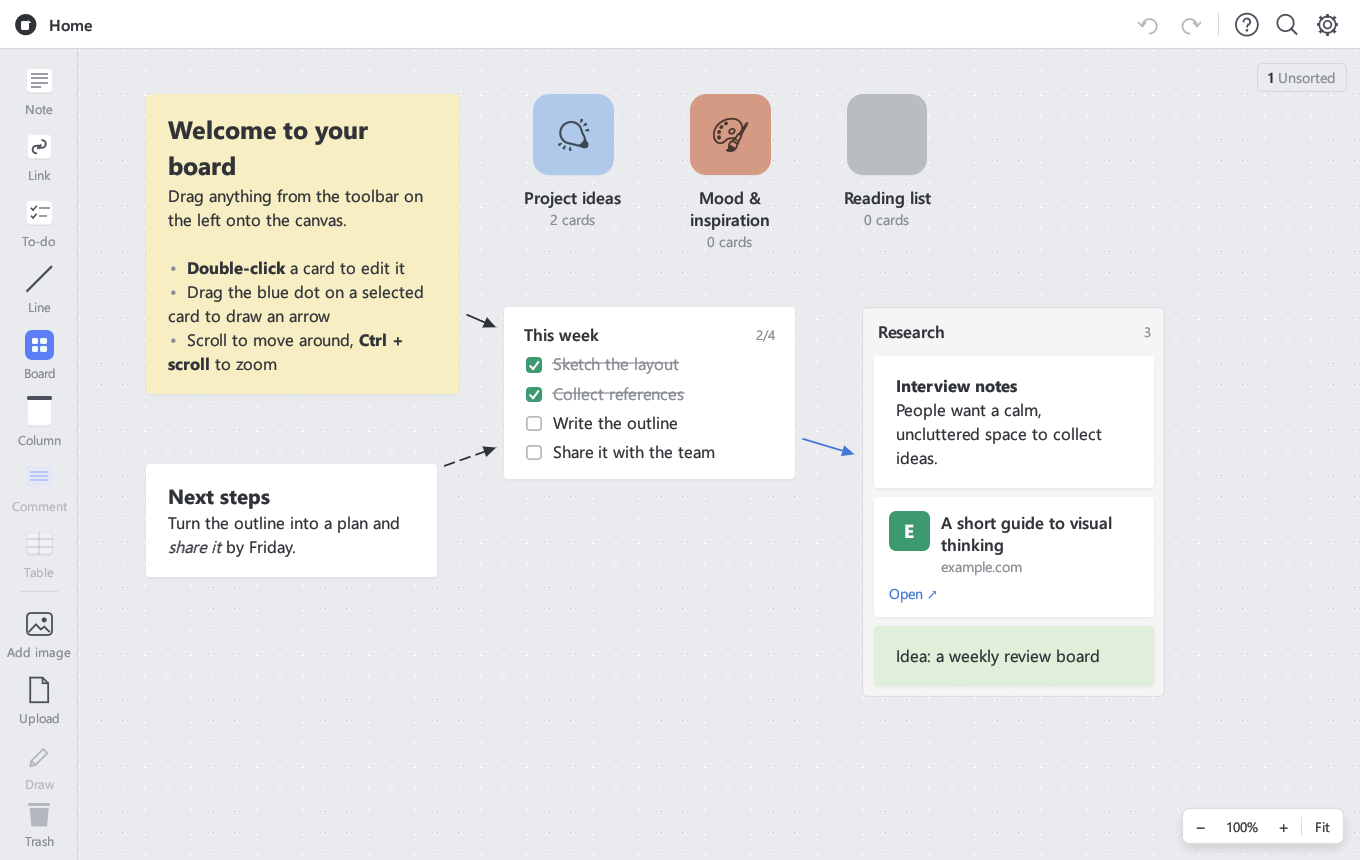 Home
1 Unsorted
Note
Link
To-do
Line
Board
Column
Comment
Table
Add image
Upload
Draw
Trash
Welcome to your
board
Drag anything from the toolbar on
the left onto the canvas.
• Double-click a card to edit it
• Drag the blue dot on a selected
card to draw an arrow
• Scroll to move around, Ctrl +
scroll to zoom
Project ideas
2 cards
Mood &
inspiration
0 cards
Reading list
0 cards
This week 2/4
Sketch the layout
Collect references
Write the outline
Share it with the team
Next steps
Turn the outline into a plan and
share it by Friday.
Research 3
Interview notes
People want a calm,
uncluttered space to collect
ideas.
E
A short guide to visual
thinking
example.com
Open ↗
Idea: a weekly review board
− 100% + Fit